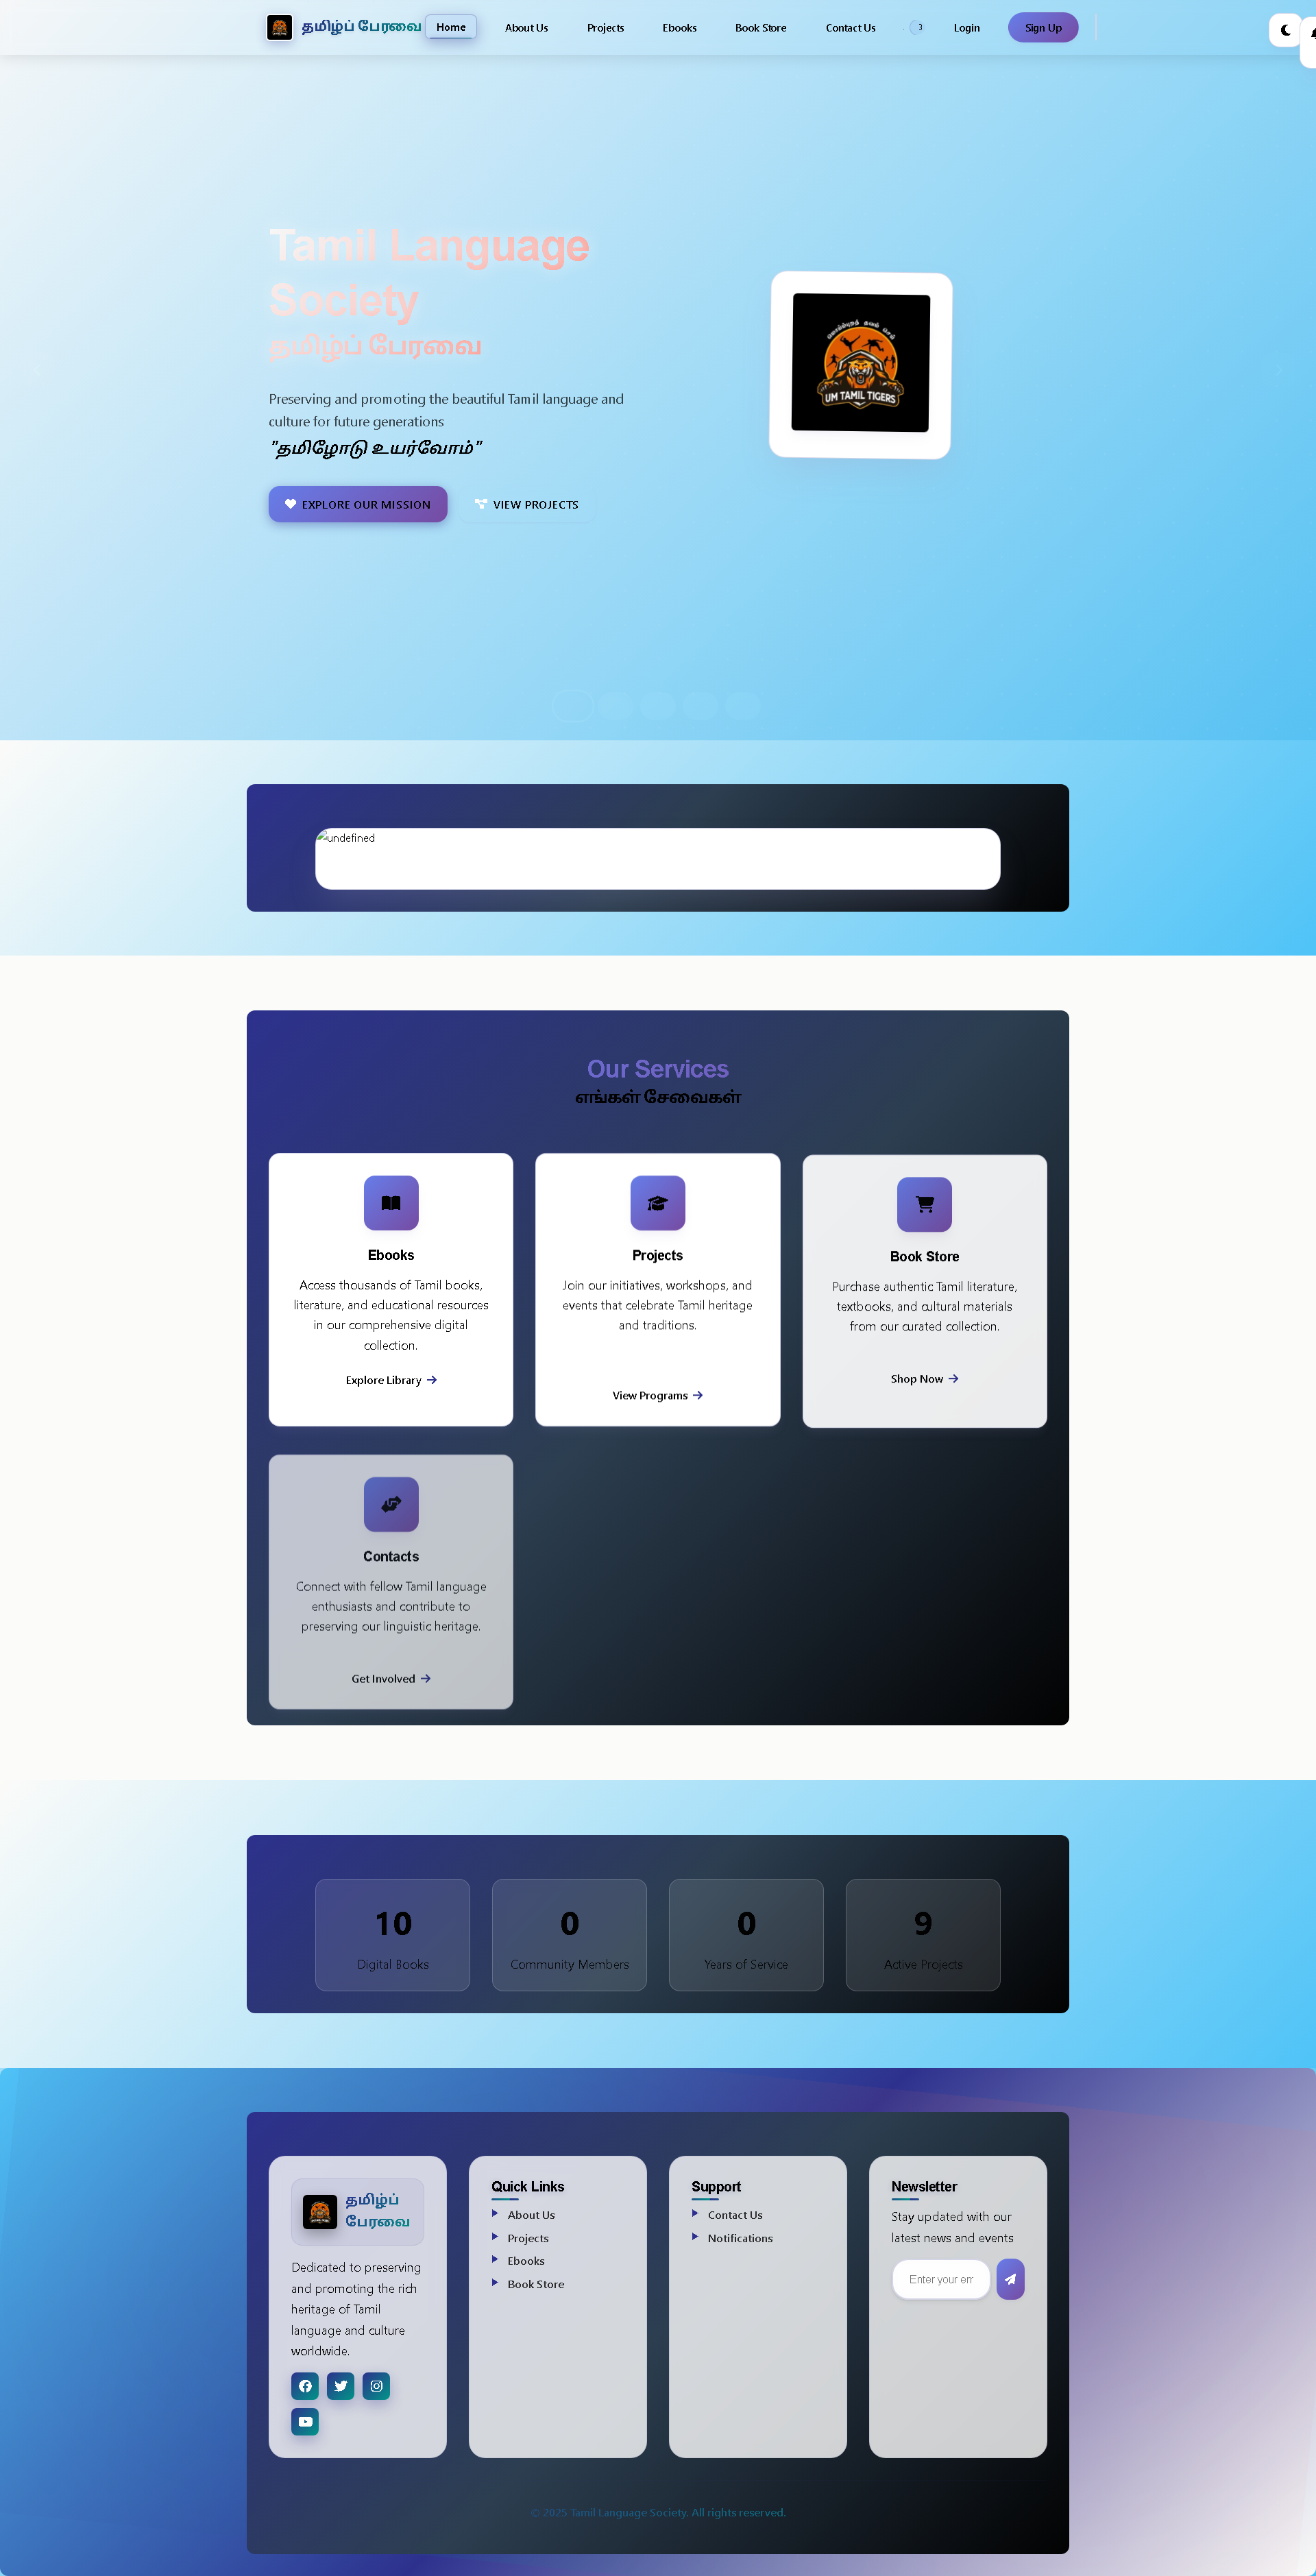 தமிழ்ப் பேரவை Home About Us Projects Ebooks Book Store Contact Us 3 Login Sign Up
Tamil Language
Society
தமிழ்ப் பேரவை
Preserving and promoting the beautiful Tamil language and
culture for future generations
"தமிழோடு உயர்வோம்"
UM TAMIL TIGERS
EXPLORE OUR MISSION VIEW PROJECTS
undefined
Our Services
எங்கள் சேவைகள்
Ebooks
Access thousands of Tamil books,
literature, and educational resources
in our comprehensive digital
collection.
Explore Library
Projects
Join our initiatives, workshops, and
events that celebrate Tamil heritage
and traditions.
View Programs
Book Store
Purchase authentic Tamil literature,
textbooks, and cultural materials
from our curated collection.
Shop Now
Contacts
Connect with fellow Tamil language
enthusiasts and contribute to
preserving our linguistic heritage.
Get Involved
10
Digital Books
0
Community Members
0
Years of Service
9
Active Projects
தமிழ்ப்
பேரவை
Dedicated to preserving
and promoting the rich
heritage of Tamil
language and culture
worldwide.
Quick Links
About Us
Projects
Ebooks
Book Store
Support
Contact Us
Notifications
Newsletter
Stay updated with our
latest news and events
Enter your em
© 2025 Tamil Language Society. All rights reserved.